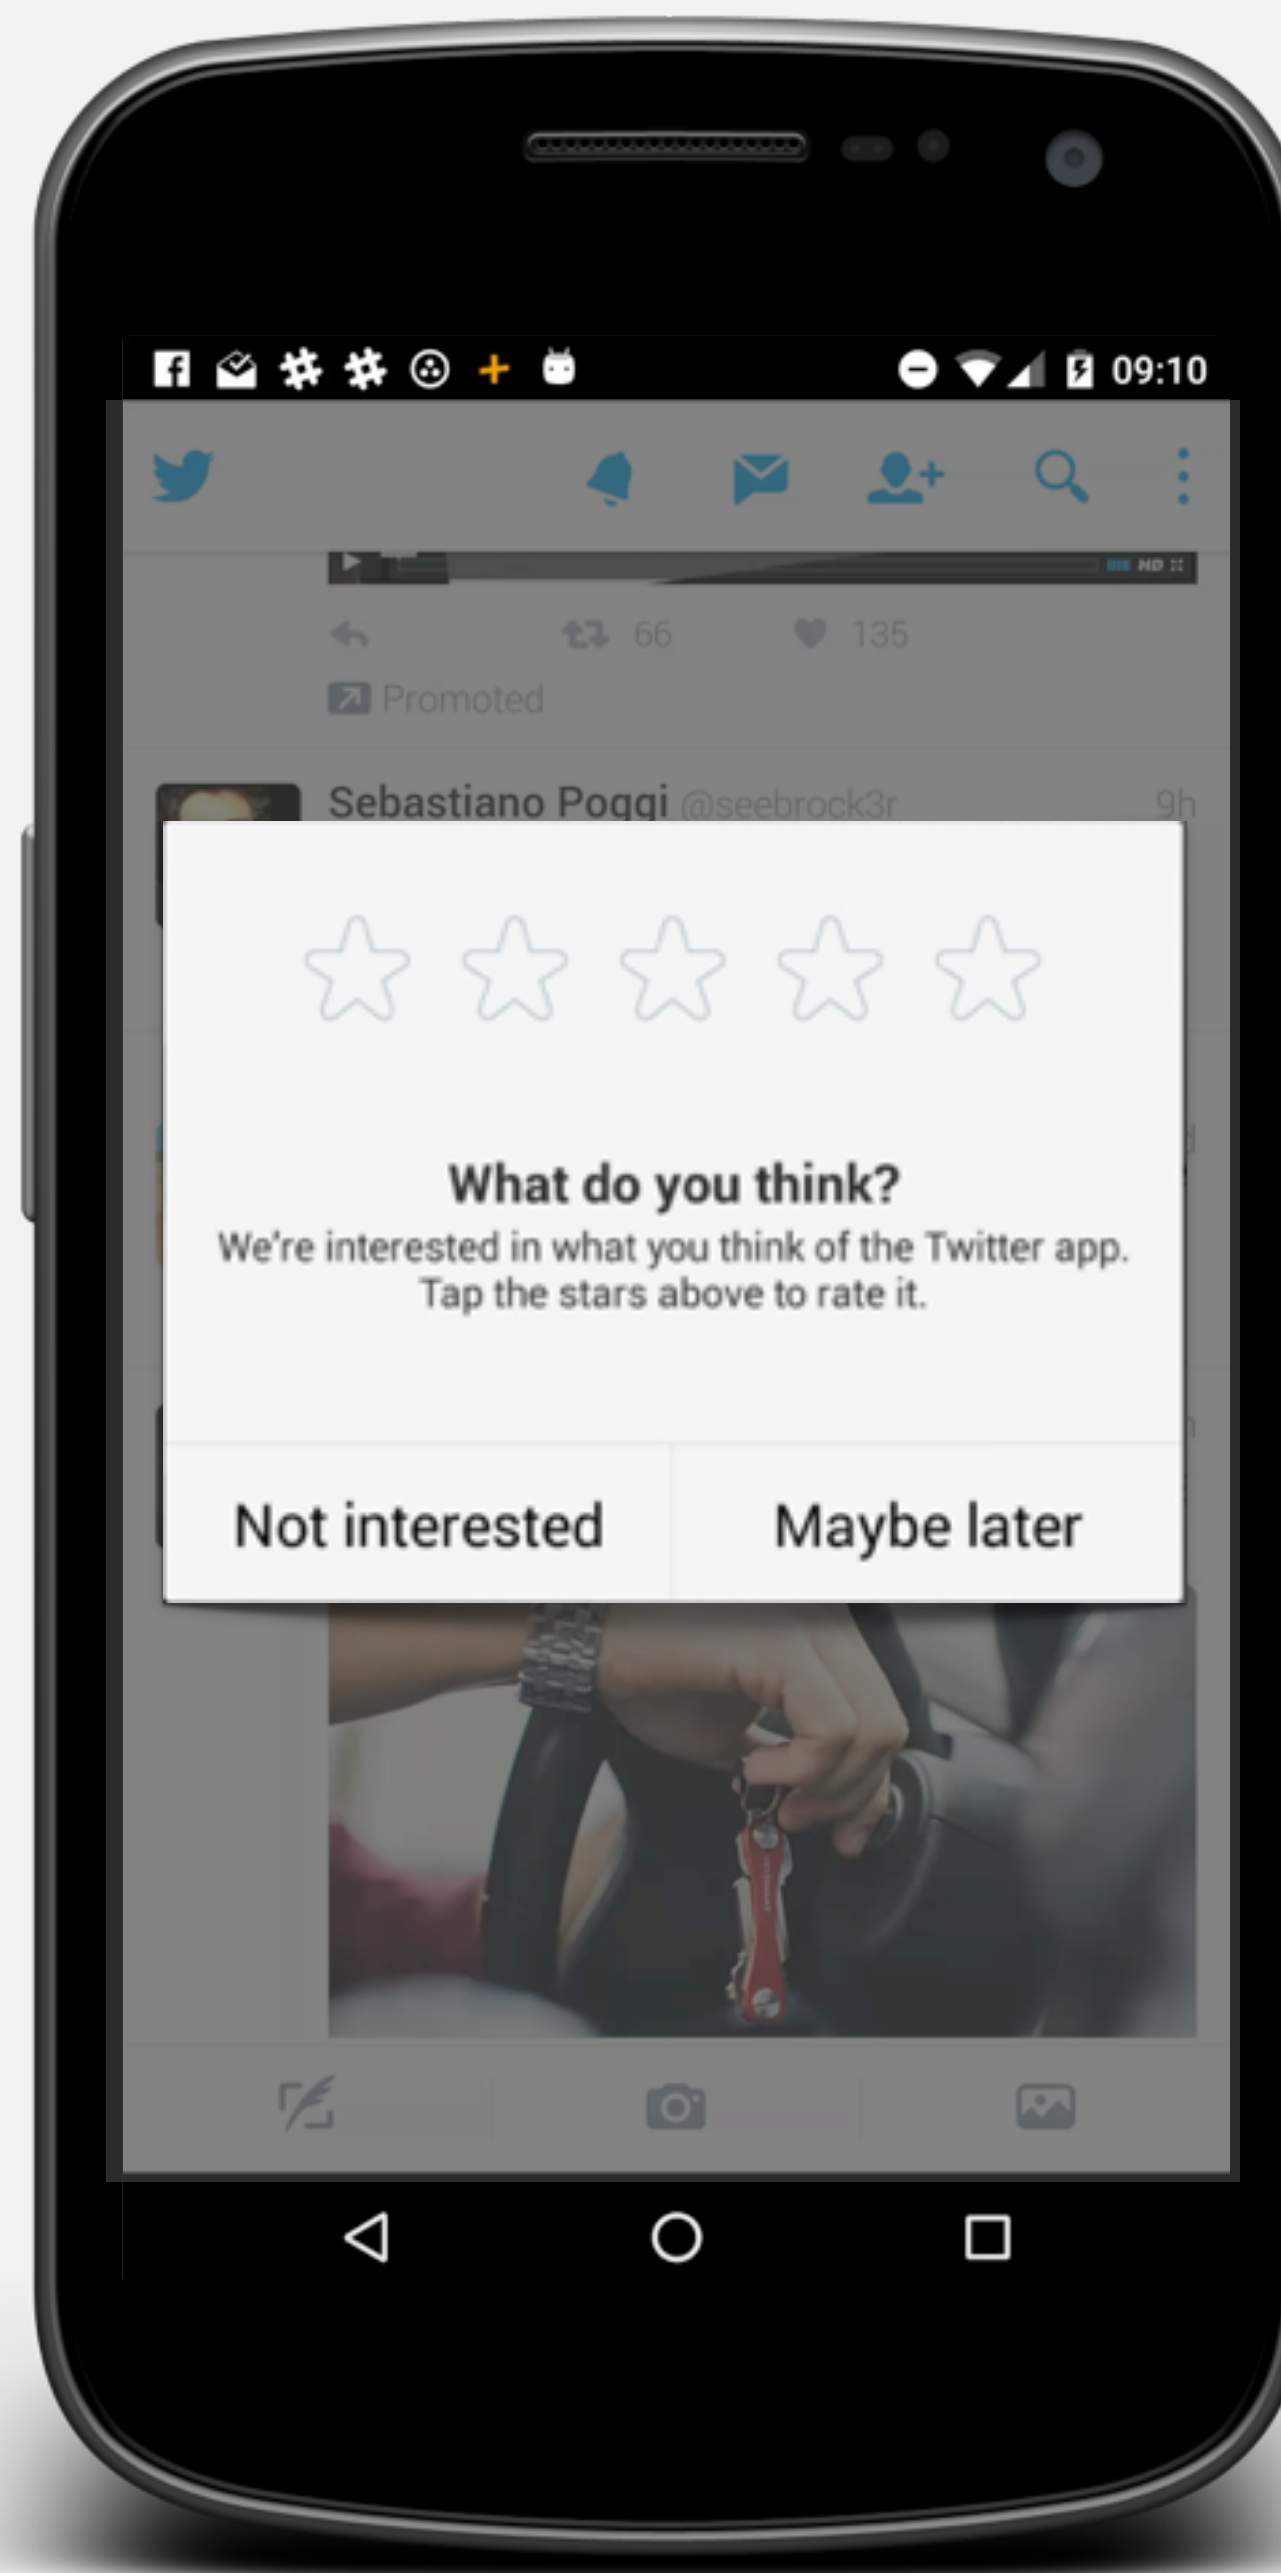 09:10
HD
66 135
Promoted
Sebastiano Poggi @seebrock3r 9h
What do you think?
We're interested in what you think of the Twitter app.
Tap the stars above to rate it.
Not interested Maybe later